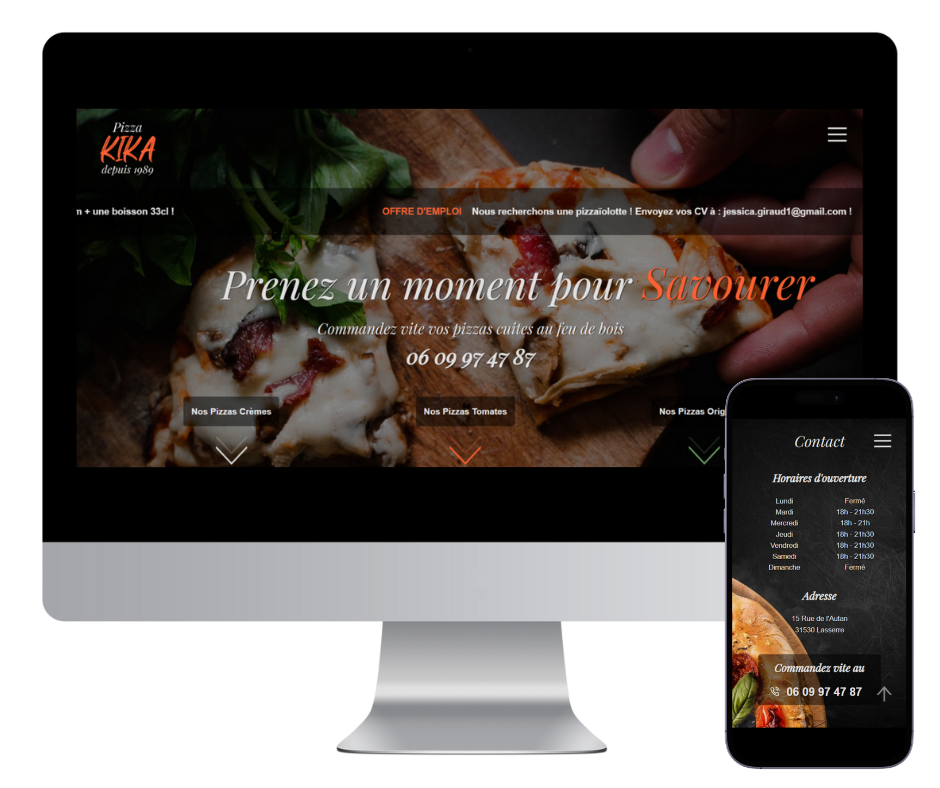 Pizza
KIKA
depuis 1989
n + une boisson 33cl ! OFFRE D'EMPLOI Nous recherchons une pizzaïolotte ! Envoyez vos CV à : jessica.giraud1@gmail.com !
Prenez un moment pour Savourer
Commandez vite vos pizzas cuites au feu de bois
06 09 97 47 87
Nos Pizzas Crèmes Nos Pizzas Tomates Nos Pizzas Orig
Contact
Horaires d'ouverture
Lundi Fermé
Mardi 18h - 21h30
Mercredi 18h - 21h
Jeudi 18h - 21h30
Vendredi 18h - 21h30
Samedi 18h - 21h30
Dimanche Fermé
Adresse
15 Rue de l'Autan
31530 Lasserre
Commandez vite au
06 09 97 47 87